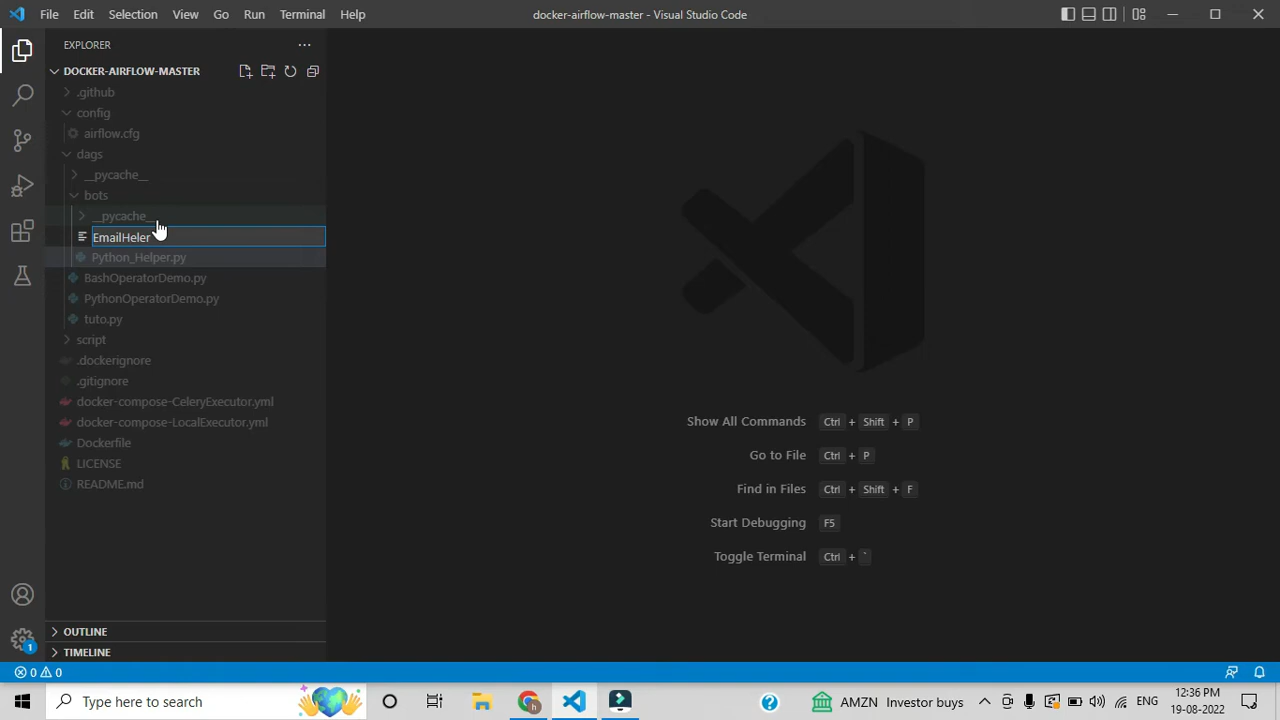 File Edit Selection View Go Run Terminal Help
docker-airflow-master - Visual Studio Code
EXPLORER
DOCKER-AIRFLOW-MASTER
.github
config
airflow.cfg
dags
__pycache__
bots
__pycache__
EmailHeler
Python_Helper.py
BashOperatorDemo.py
PythonOperatorDemo.py
tuto.py
script
.dockerignore
.gitignore
docker-compose-CeleryExecutor.yml
docker-compose-LocalExecutor.yml
Dockerfile
LICENSE
README.md
OUTLINE
TIMELINE
Show All Commands Ctrl + Shift + P
Go to File Ctrl + P
Find in Files Ctrl + Shift + F
Start Debugging F5
Toggle Terminal Ctrl + `
1
0 0
Type here to search
AMZN Investor buys
ENG
12:36 PM
19-08-2022